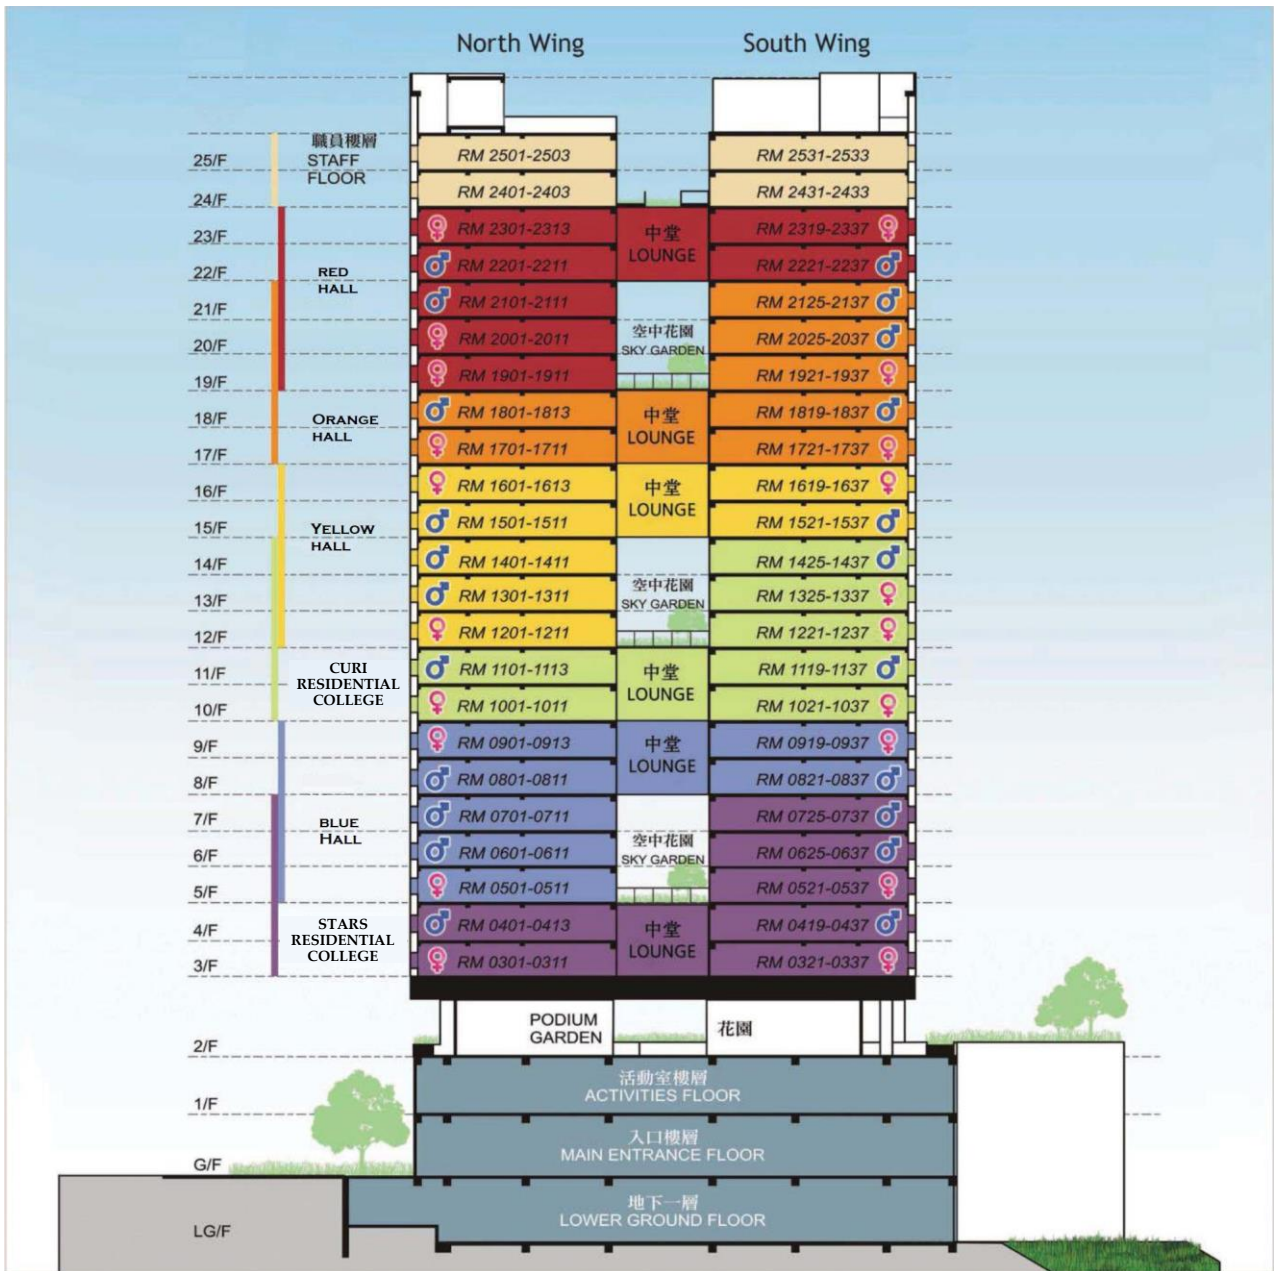 North Wing
South Wing
25/F
職員樓層
STAFF
FLOOR
RM 2501-2503
RM 2531-2533
24/F
RM 2401-2403
RM 2431-2433
23/F
RM 2301-2313
中堂
LOUNGE
RM 2319-2337
22/F
RED
HALL
RM 2201-2211
RM 2221-2237
21/F
RM 2101-2111
RM 2125-2137
20/F
RM 2001-2011
空中花園
SKY GARDEN
RM 2025-2037
19/F
RM 1901-1911
RM 1921-1937
18/F
ORANGE
HALL
RM 1801-1813
中堂
LOUNGE
RM 1819-1837
17/F
RM 1701-1711
RM 1721-1737
16/F
RM 1601-1613
中堂
LOUNGE
RM 1619-1637
15/F
YELLOW
HALL
RM 1501-1511
RM 1521-1537
14/F
RM 1401-1411
RM 1425-1437
13/F
RM 1301-1311
空中花園
SKY GARDEN
RM 1325-1337
12/F
RM 1201-1211
RM 1221-1237
11/F
CURI
RESIDENTIAL
COLLEGE
RM 1101-1113
中堂
LOUNGE
RM 1119-1137
10/F
RM 1001-1011
RM 1021-1037
9/F
RM 0901-0913
中堂
LOUNGE
RM 0919-0937
8/F
RM 0801-0811
RM 0821-0837
7/F
BLUE
HALL
RM 0701-0711
RM 0725-0737
6/F
RM 0601-0611
空中花園
SKY GARDEN
RM 0625-0637
5/F
RM 0501-0511
RM 0521-0537
4/F
STARS
RESIDENTIAL
COLLEGE
RM 0401-0413
中堂
LOUNGE
RM 0419-0437
3/F
RM 0301-0311
RM 0321-0337
2/F
PODIUM
GARDEN
花園
1/F
活動室樓層
ACTIVITIES FLOOR
G/F
入口樓層
MAIN ENTRANCE FLOOR
LG/F
地下一層
LOWER GROUND FLOOR